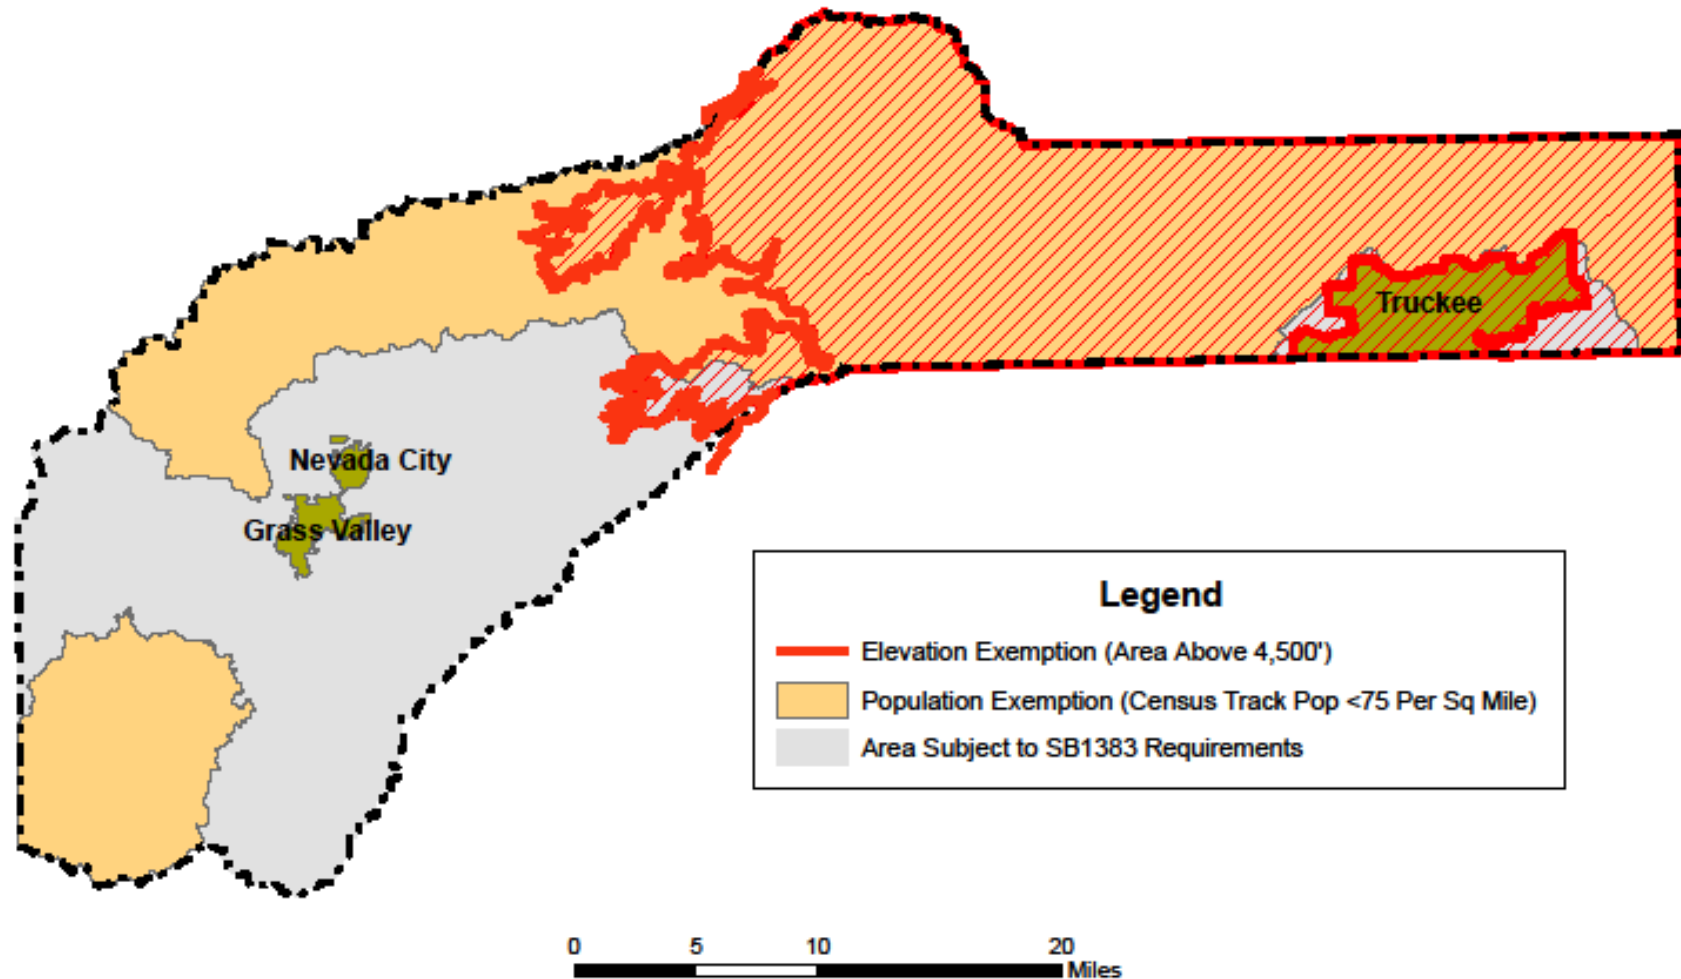 Truckee
Nevada City
Grass Valley
Legend
Elevation Exemption (Area Above 4,500')
Population Exemption (Census Track Pop <75 Per Sq Mile)
Area Subject to SB1383 Requirements
0 5 10 20
Miles